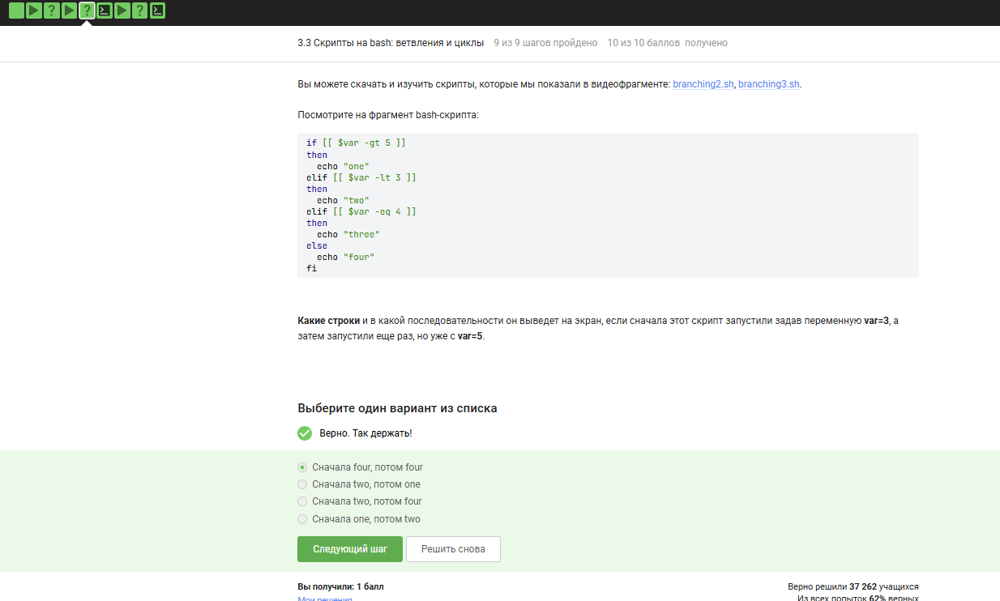 3.3 Скрипты на bash: ветвления и циклы 9 из 9 шагов пройдено 10 из 10 баллов получено
Вы можете скачать и изучить скрипты, которые мы показали в видеофрагменте: branching2.sh, branching3.sh.
Посмотрите на фрагмент bash-скрипта:
if [[ $var -gt 5 ]]
then
  echo "one"
elif [[ $var -lt 3 ]]
then
  echo "two"
elif [[ $var -eq 4 ]]
then
  echo "three"
else
  echo "four"
fi
Какие строки и в какой последовательности он выведет на экран, если сначала этот скрипт запустили задав переменную var=3, а
затем запустили еще раз, но уже с var=5.
Выберите один вариант из списка
Верно. Так держать!
Сначала four, потом four
Сначала two, потом one
Сначала two, потом four
Сначала one, потом two
Следующий шаг Решить снова
Вы получили: 1 балл Верно решили 37 262 учащихся
Мои решения Из всех попыток 62% верных